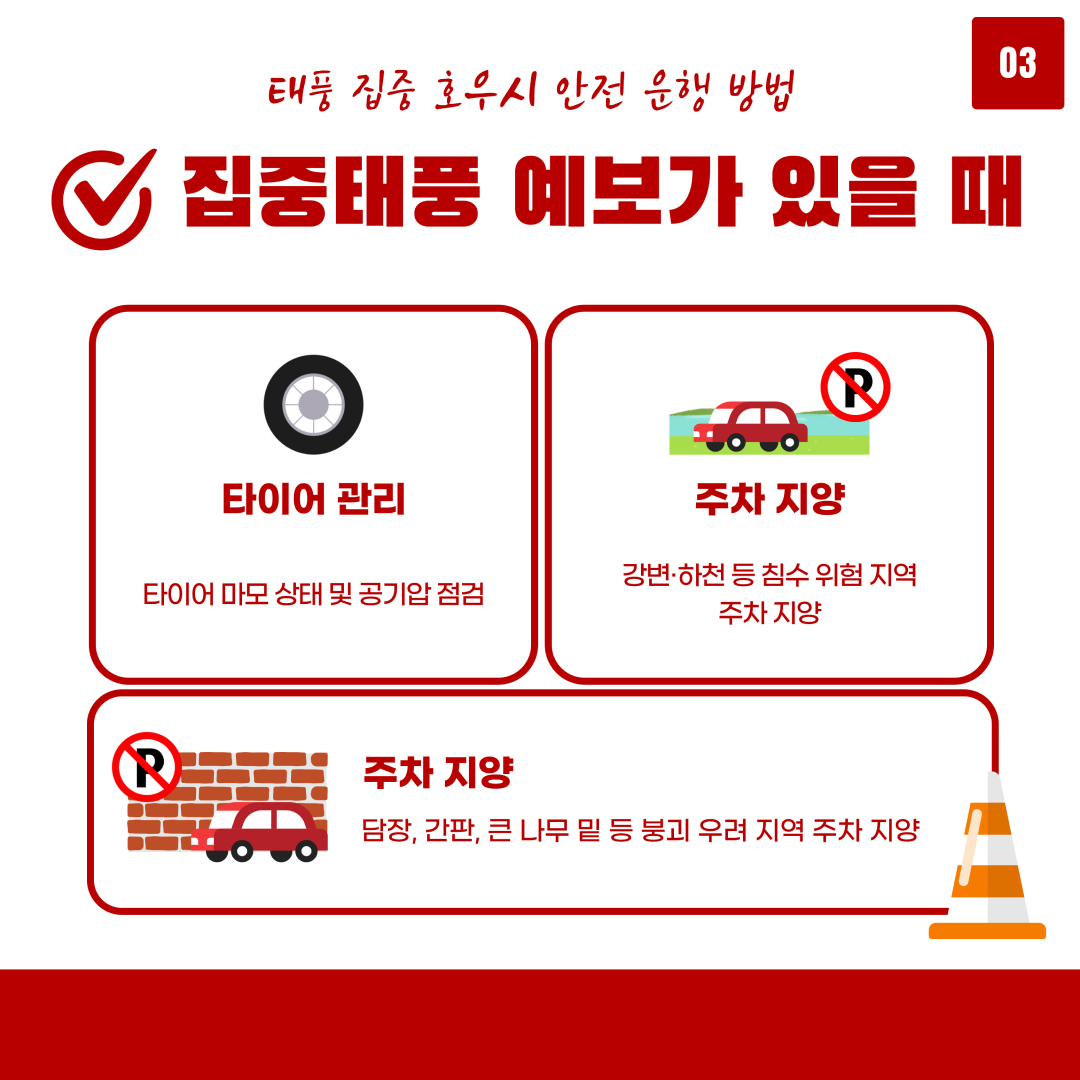 03
태풍 집중 호우시 안전 운행 방법
집중태풍 예보가 있을 때
타이어 관리
타이어 마모 상태 및 공기압 점검
P
주차 지양
강변·하천 등 침수 위험 지역
주차 지양
P
주차 지양
담장, 간판, 큰 나무 밑 등 붕괴 우려 지역 주차 지양